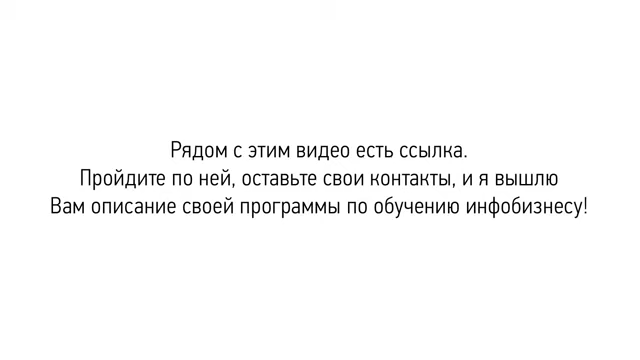 Рядом с этим видео есть ссылка.
Пройдите по ней, оставьте свои контакты, и я вышлю
Вам описание своей программы по обучению инфобизнесу!